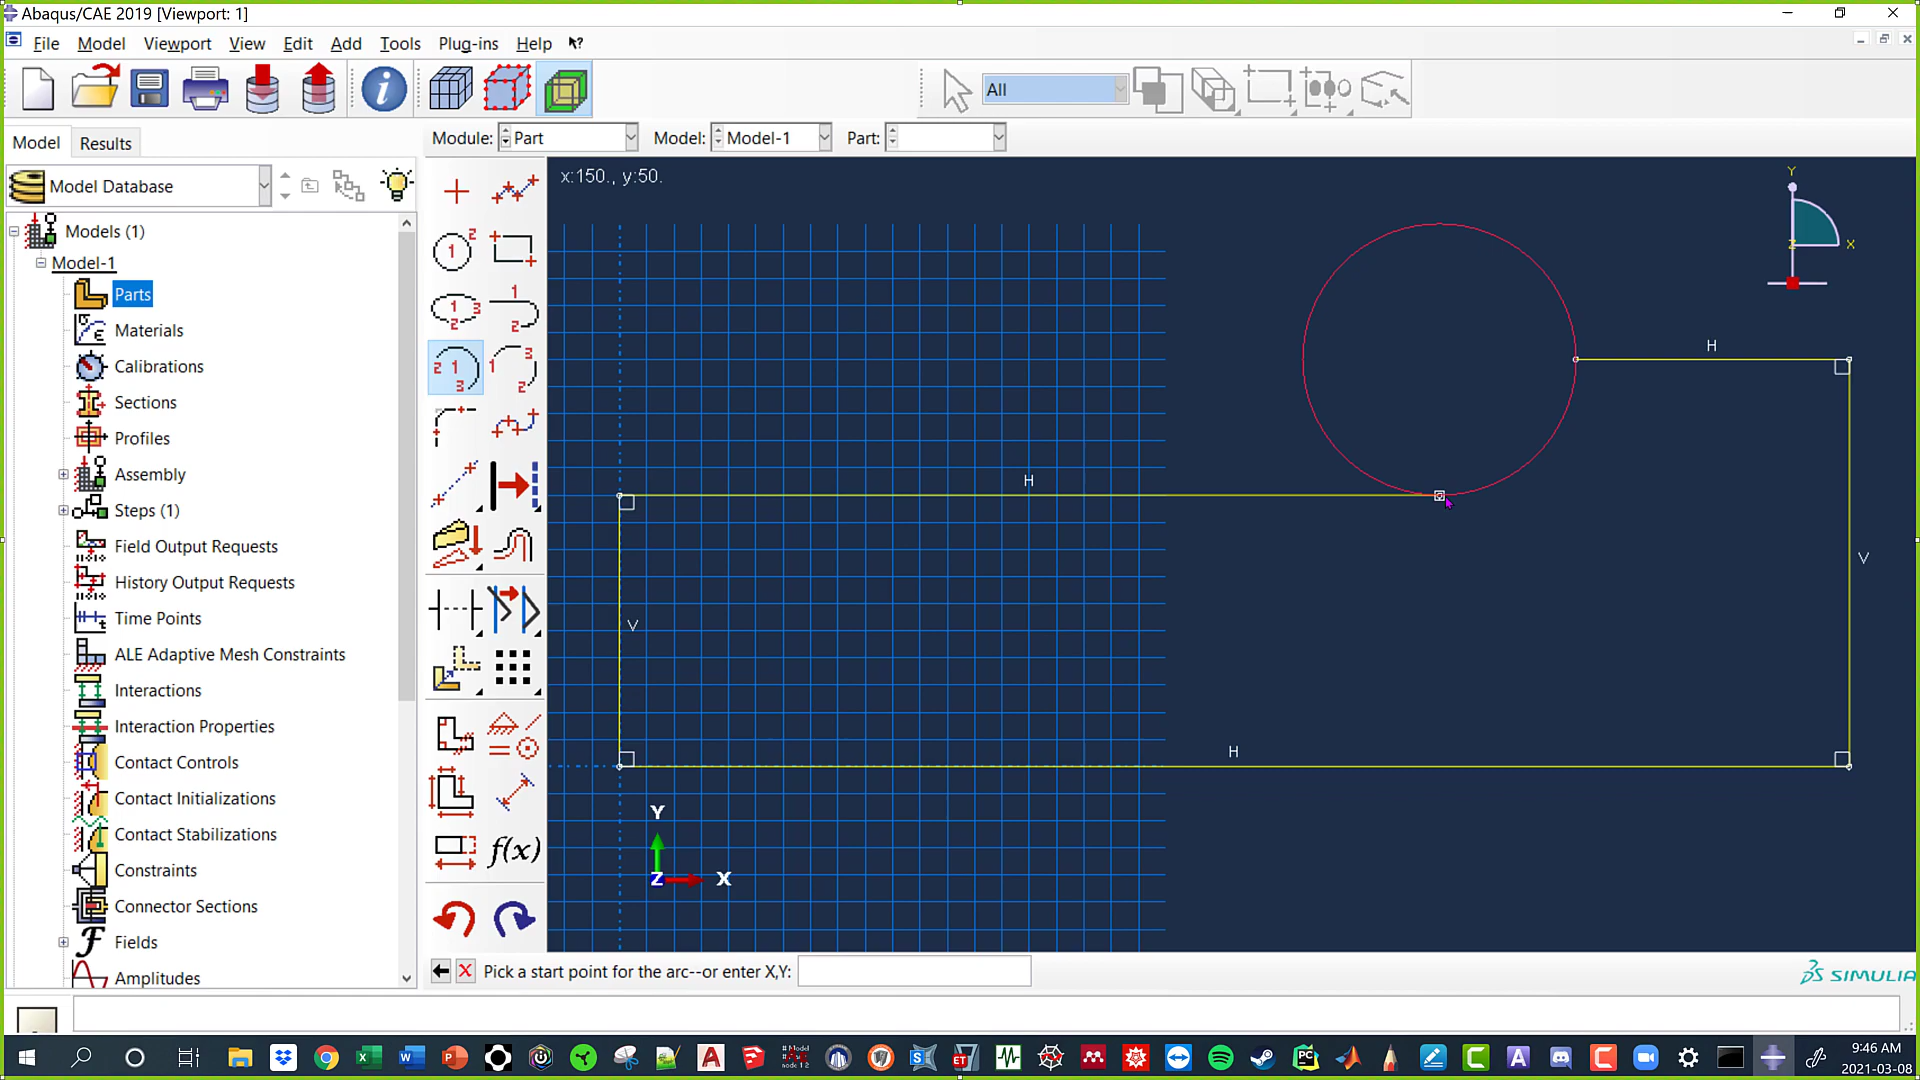 Abaqus/CAE 2019 [Viewport: 1]
File Model Viewport View Edit Add Tools Plug-ins Help
All
Model Results
Module: Part Model: Model-1 Part:
Model Database
x:150., y:50.
Models (1)
Model-1
Parts
Materials
Calibrations
Sections
Profiles
Assembly
Steps (1)
Field Output Requests
History Output Requests
Time Points
ALE Adaptive Mesh Constraints
Interactions
Interaction Properties
Contact Controls
Contact Initializations
Contact Stabilizations
Constraints
Connector Sections
Fields
Amplitudes
f(x)
H
H
H
V
V
Y
X
Z
Y
Z
X
Pick a start point for the arc--or enter X,Y:
SIMULIA
9:46 AM
2021-03-08